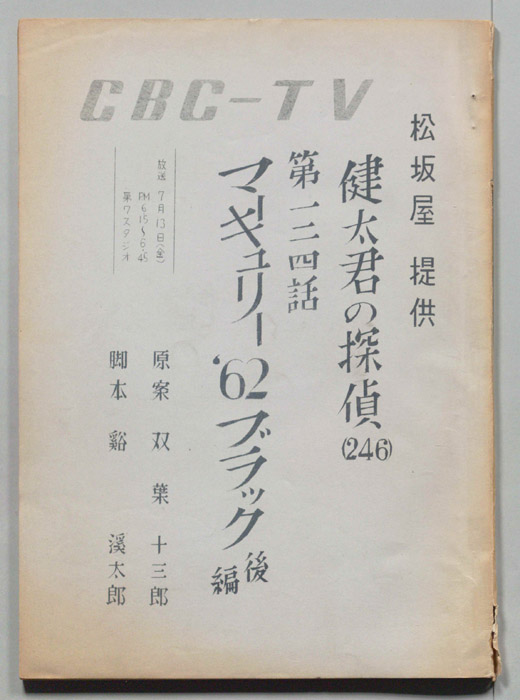 CBC-TV
松坂屋 提供
健太君の探偵(246)
第一三四話
マーキュリー'62ブラック 後編
原案 双葉十三郎
脚本 谿 溪太郎
放送 7月13日(金)
PM 6.15～6.45
第7スタジオ